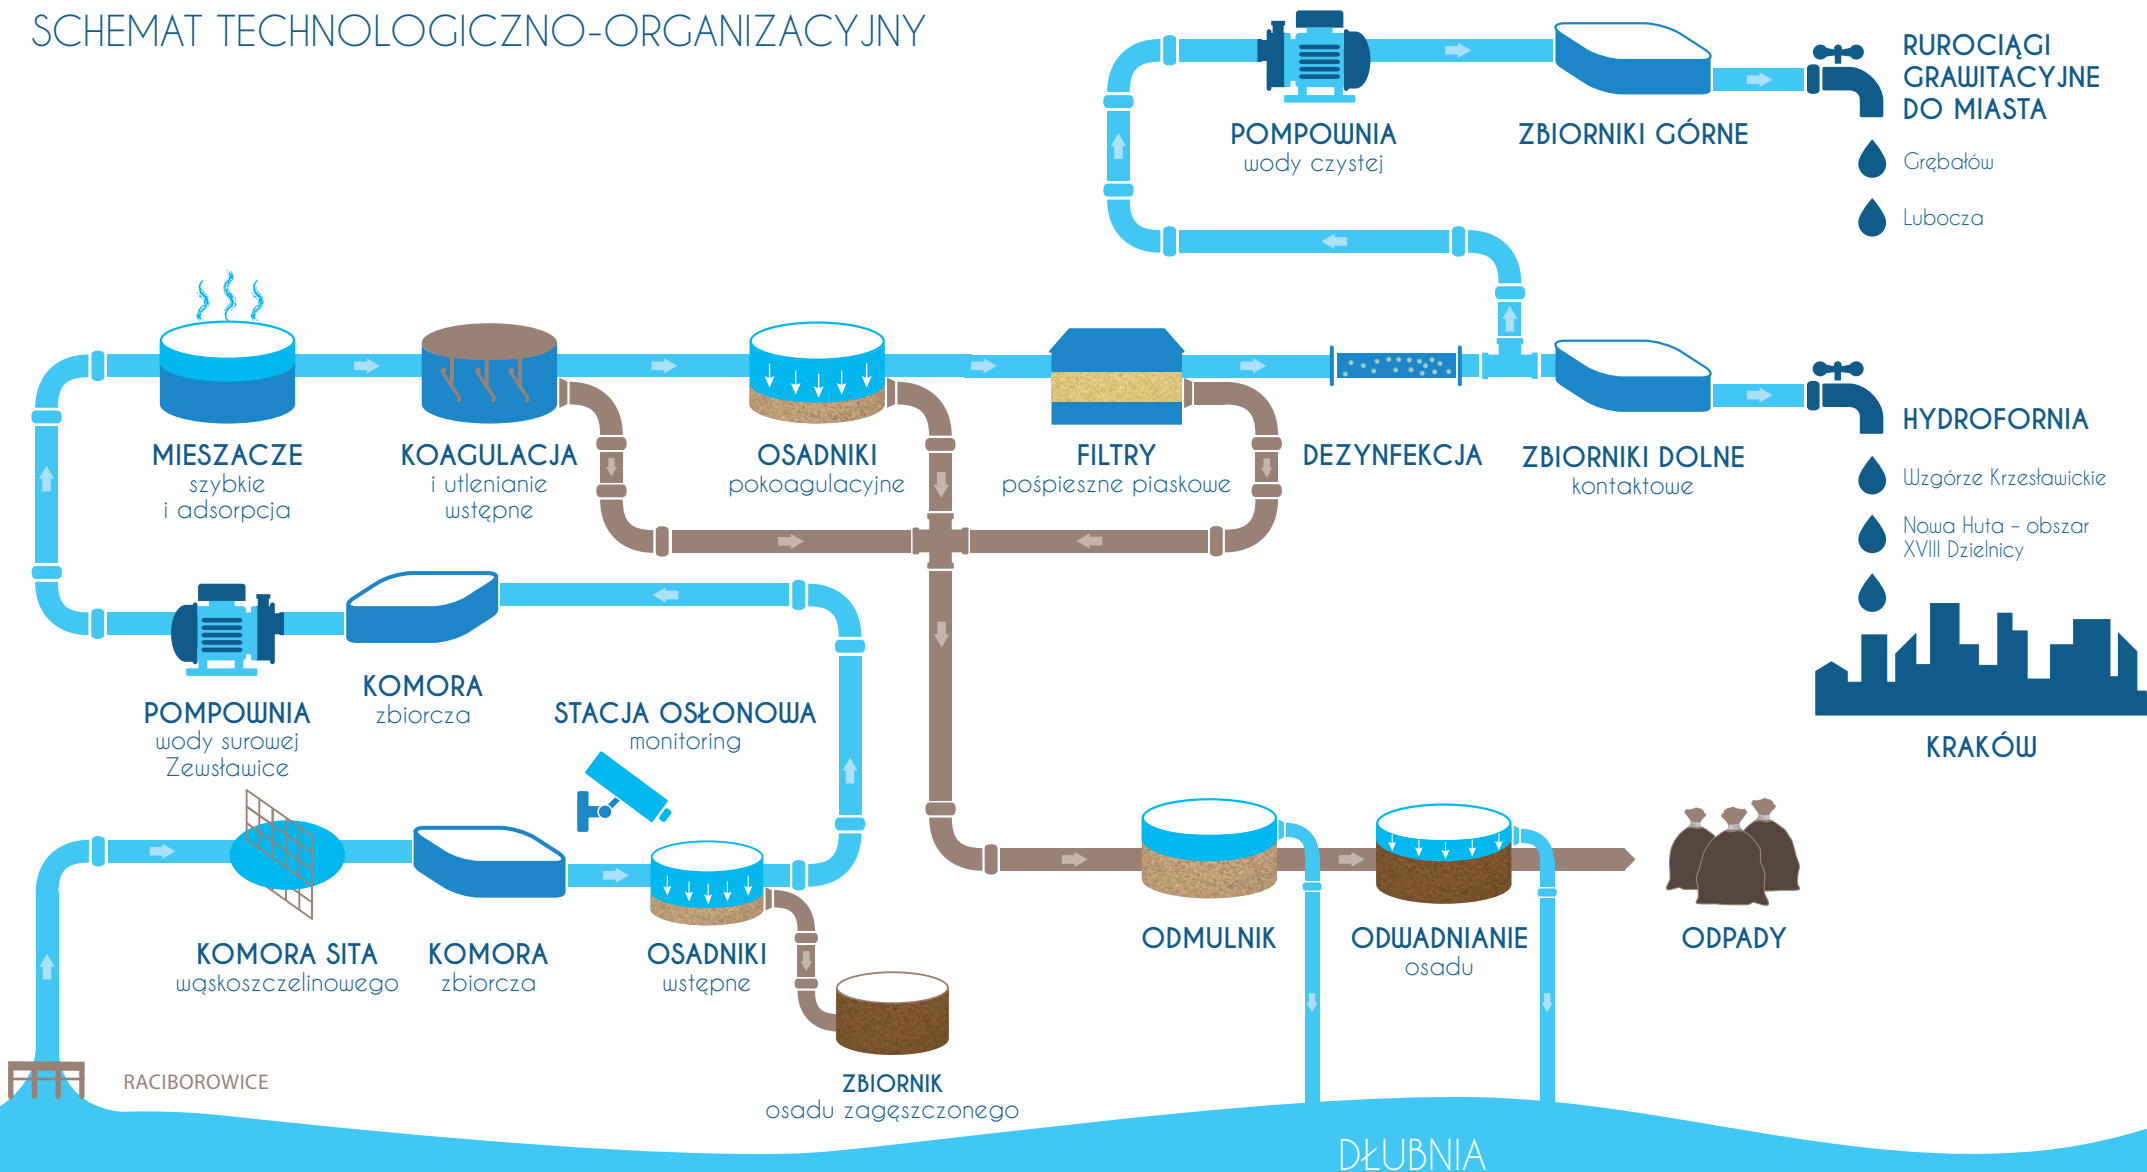 SCHEMAT TECHNOLOGICZNO-ORGANIZACYJNY
POMPOWNIA
wody czystej
ZBIORNIKI GÓRNE
RUROCIĄGI
GRAWITACYJNE
DO MIASTA
Grębałów
Lubocza
MIESZACZE
szybkie
i adsorpcja
KOAGULACJA
i utlenianie
wstępne
OSADNIKI
pokoagulacyjne
FILTRY
pośpieszne piaskowe
DEZYNFEKCJA
ZBIORNIKI DOLNE
kontaktowe
HYDROFORNIA
Wzgórze Krzesławickie
Nowa Huta – obszar
XVIII Dzielnicy
KRAKÓW
POMPOWNIA
wody surowej
Zewsławice
KOMORA
zbiorcza
STACJA OSŁONOWA
monitoring
KOMORA SITA
wąskoszczelinowego
KOMORA
zbiorcza
OSADNIKI
wstępne
ODMULNIK
ODWADNIANIE
osadu
ODPADY
RACIBOROWICE
ZBIORNIK
osadu zagęszczonego
DŁUBNIA